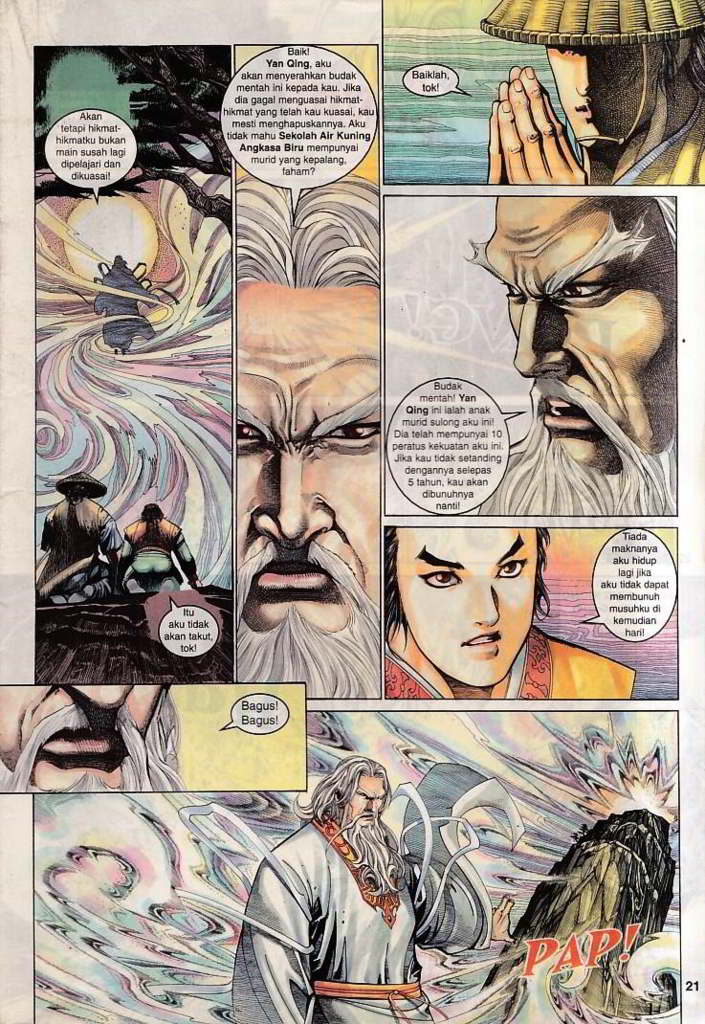 Akan
tetapi hikmat-
hikmatku bukan
main susah lagi
dipelajari dan
dikuasai!
Itu
aku tidak
akan takut,
tok!
Baik!
Yan Qing, aku
akan menyerahkan budak
mentah ini kepada kau. Jika
dia gagal menguasai hikmat-
hikmat yang telah kau kuasai, kau
mesti menghapuskannya. Aku
tidak mahu Sekolah Air Kuning
Angkasa Biru mempunyai
murid yang kepalang,
faham?
Baiklah,
tok!
Budak
mentah! Yan
Qing ini ialah anak
murid sulong aku ini!
Dia telah mempunyai 10
peratus kekuatan aku ini.
Jika kau tidak setanding
dengannya selepas
5 tahun, kau akan
dibunuhnya
nanti!
Tiada
maknanya
aku hidup
lagi jika
aku tidak dapat
membunuh
musuhku di
kemudian
hari!
Bagus!
Bagus!
PAP!
21